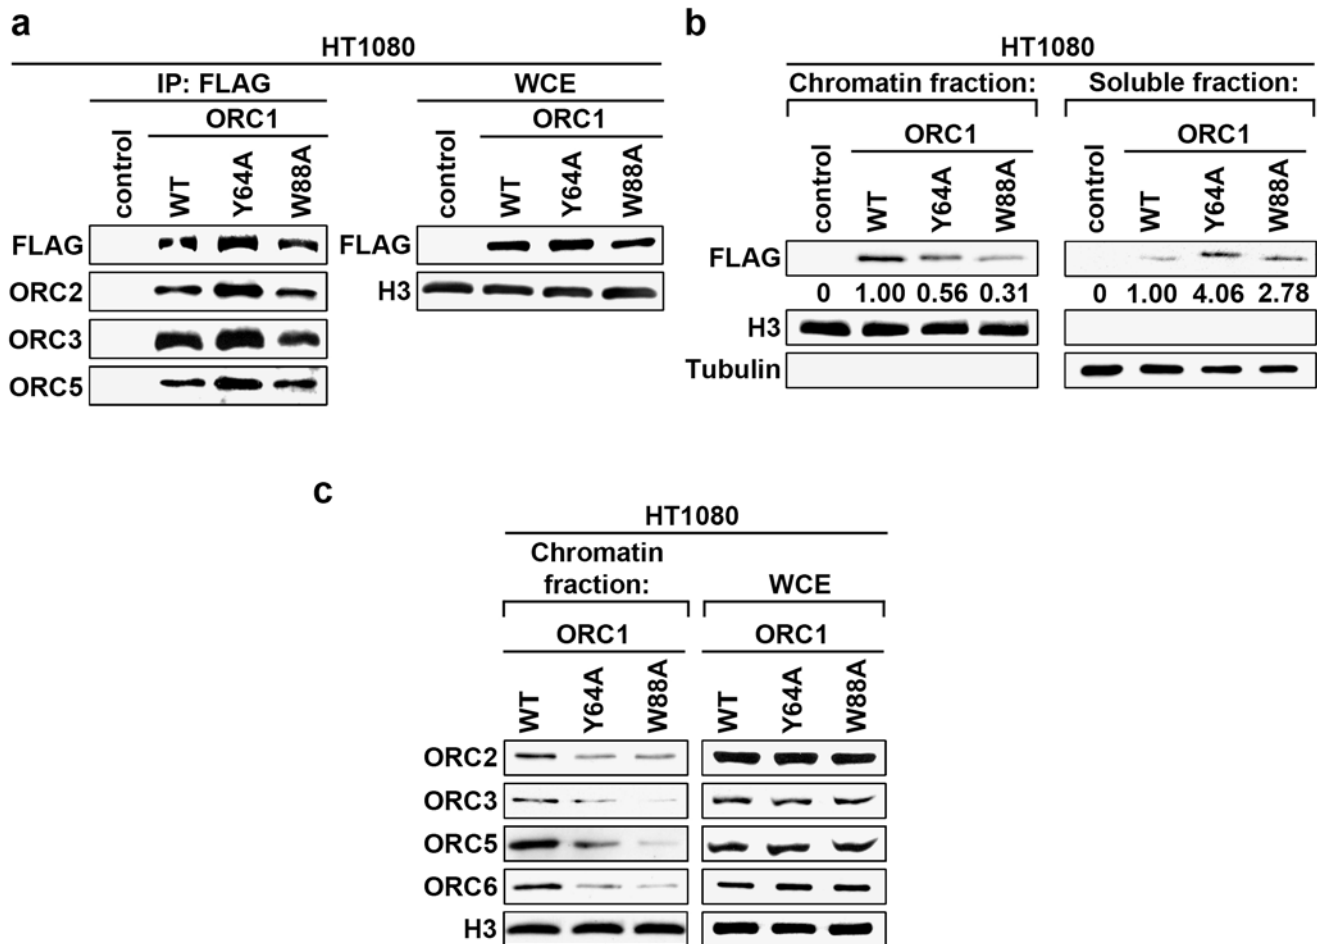 a
HT1080
IP: FLAG
WCE
ORC1
ORC1
control
WT
Y64A
W88A
control
WT
Y64A
W88A
FLAG
ORC2
ORC3
ORC5
FLAG
H3
b
HT1080
Chromatin fraction:
Soluble fraction:
ORC1
ORC1
control
WT
Y64A
W88A
control
WT
Y64A
W88A
FLAG
0 1.00 0.56 0.31
0 1.00 4.06 2.78
H3
Tubulin
c
HT1080
Chromatin
fraction:
WCE
ORC1
ORC1
WT
Y64A
W88A
WT
Y64A
W88A
ORC2
ORC3
ORC5
ORC6
H3